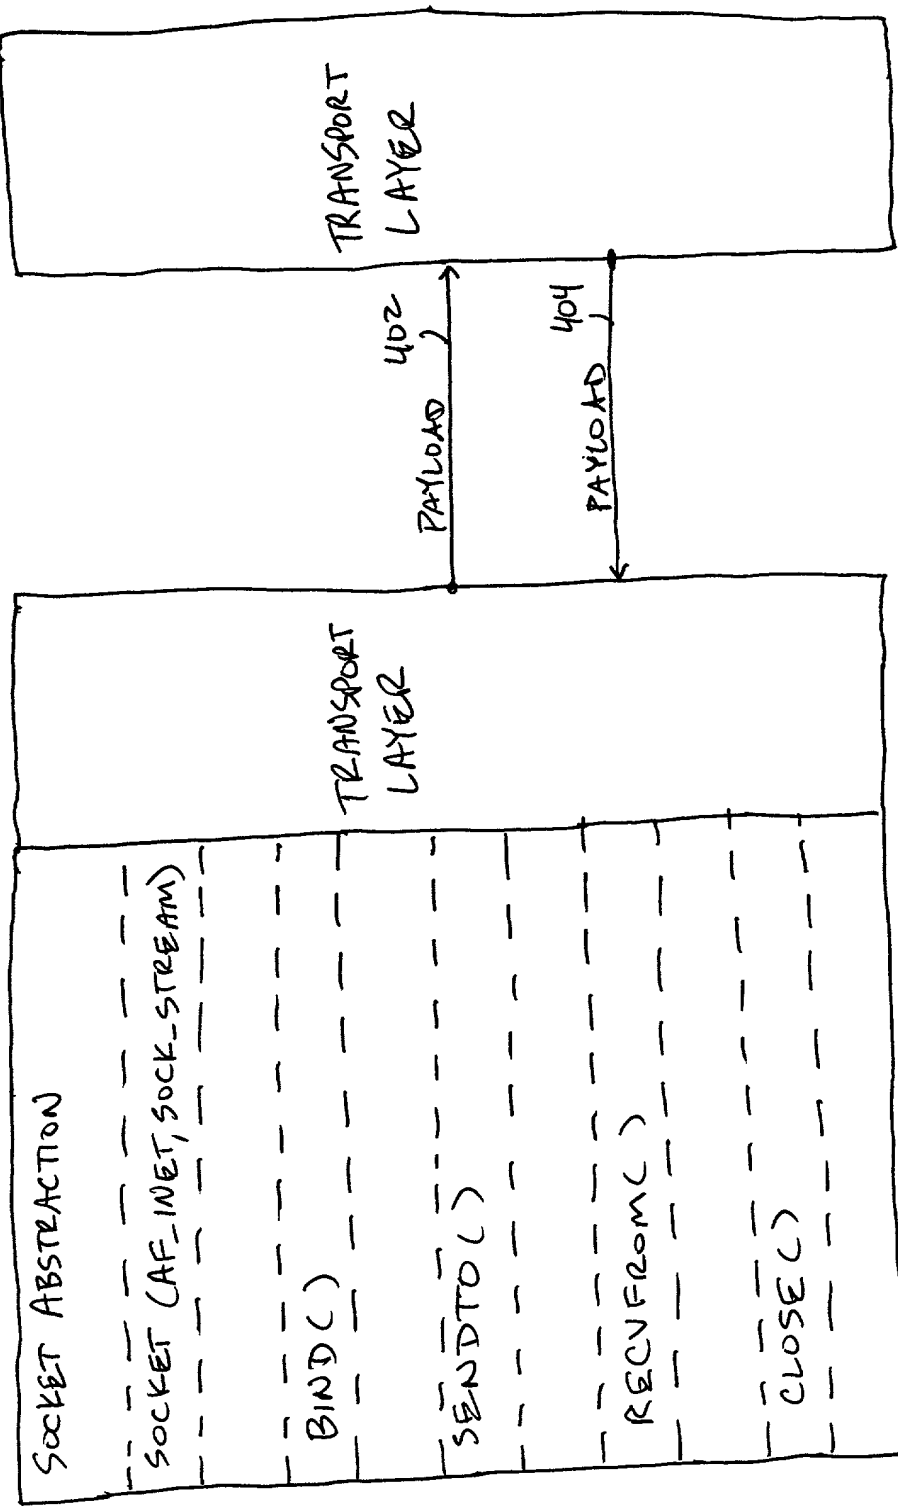 SOCKET ABSTRACTION
SOCKET (AF_INET, SOCK_STREAM)
BIND()
SENDTO()
RECVFROM()
CLOSE()
TRANSPORT
LAYER
PAYLOAD
402
PAYLOAD
404
TRANSPORT
LAYER